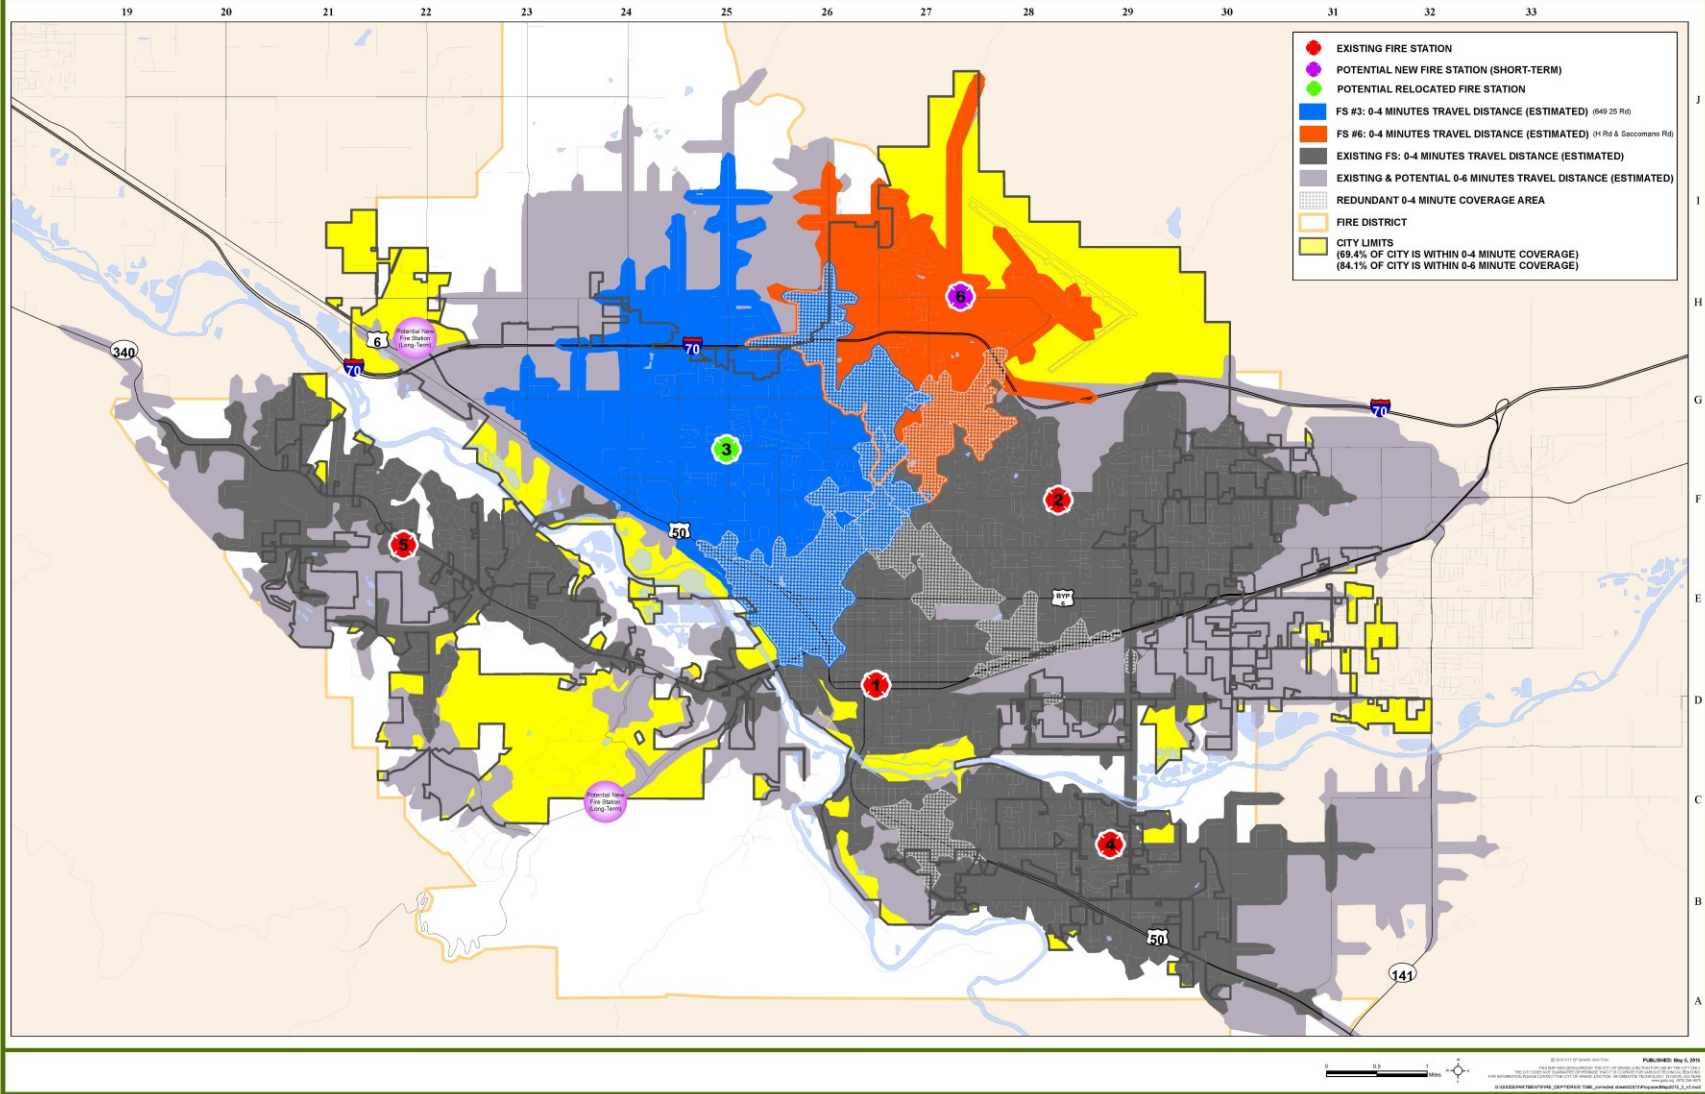 19 20 21 22 23 24 25 26 27 28 29 30 31 32 33
EXISTING FIRE STATION
POTENTIAL NEW FIRE STATION (SHORT-TERM)
POTENTIAL RELOCATED FIRE STATION
FS #3: 0-4 MINUTES TRAVEL DISTANCE (ESTIMATED) (649 25 Rd)
FS #6: 0-4 MINUTES TRAVEL DISTANCE (ESTIMATED) (H Rd & Saccomano Rd)
EXISTING FS: 0-4 MINUTES TRAVEL DISTANCE (ESTIMATED)
EXISTING & POTENTIAL 0-6 MINUTES TRAVEL DISTANCE (ESTIMATED)
REDUNDANT 0-4 MINUTE COVERAGE AREA
FIRE DISTRICT
CITY LIMITS
(69.4% OF CITY IS WITHIN 0-4 MINUTE COVERAGE)
(84.1% OF CITY IS WITHIN 0-6 MINUTE COVERAGE)
J
I
H
G
F
E
D
C
B
A
6
Potential New
Fire Station
(Long-Term)
6
340
70
70
70
3
2
50
5
BYP
6
1
Potential New
Fire Station
(Long-Term)
4
50
141
0 0.5 1
Miles
PUBLISHED: May 6, 2015